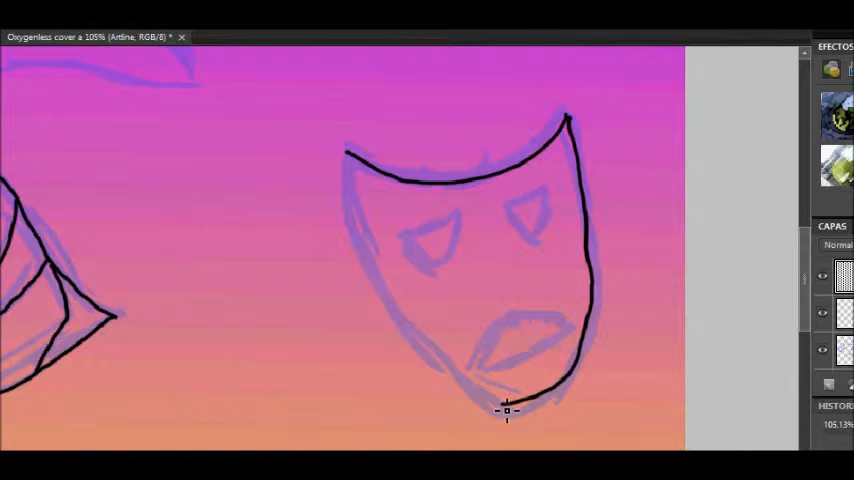 Oxygenless cover a 105% (Artline, RGB/8) *
EFECTOS
CAPAS
Normal
HISTORI
105,13%